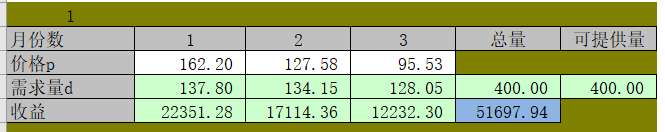 1
月份数 1 2 3 总量 可提供量
价格p 162.20 127.58 95.53
需求量d 137.80 134.15 128.05 400.00 400.00
收益 22351.28 17114.36 12232.30 51697.94